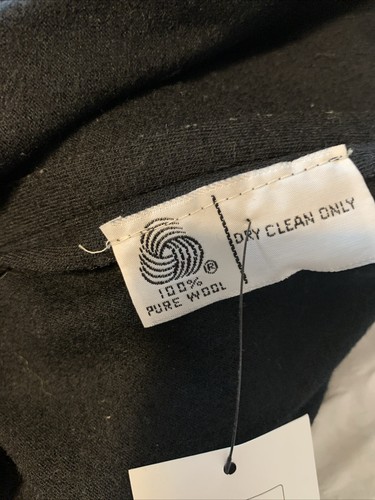 ®
100%
PURE WOOL
DRY CLEAN ONLY